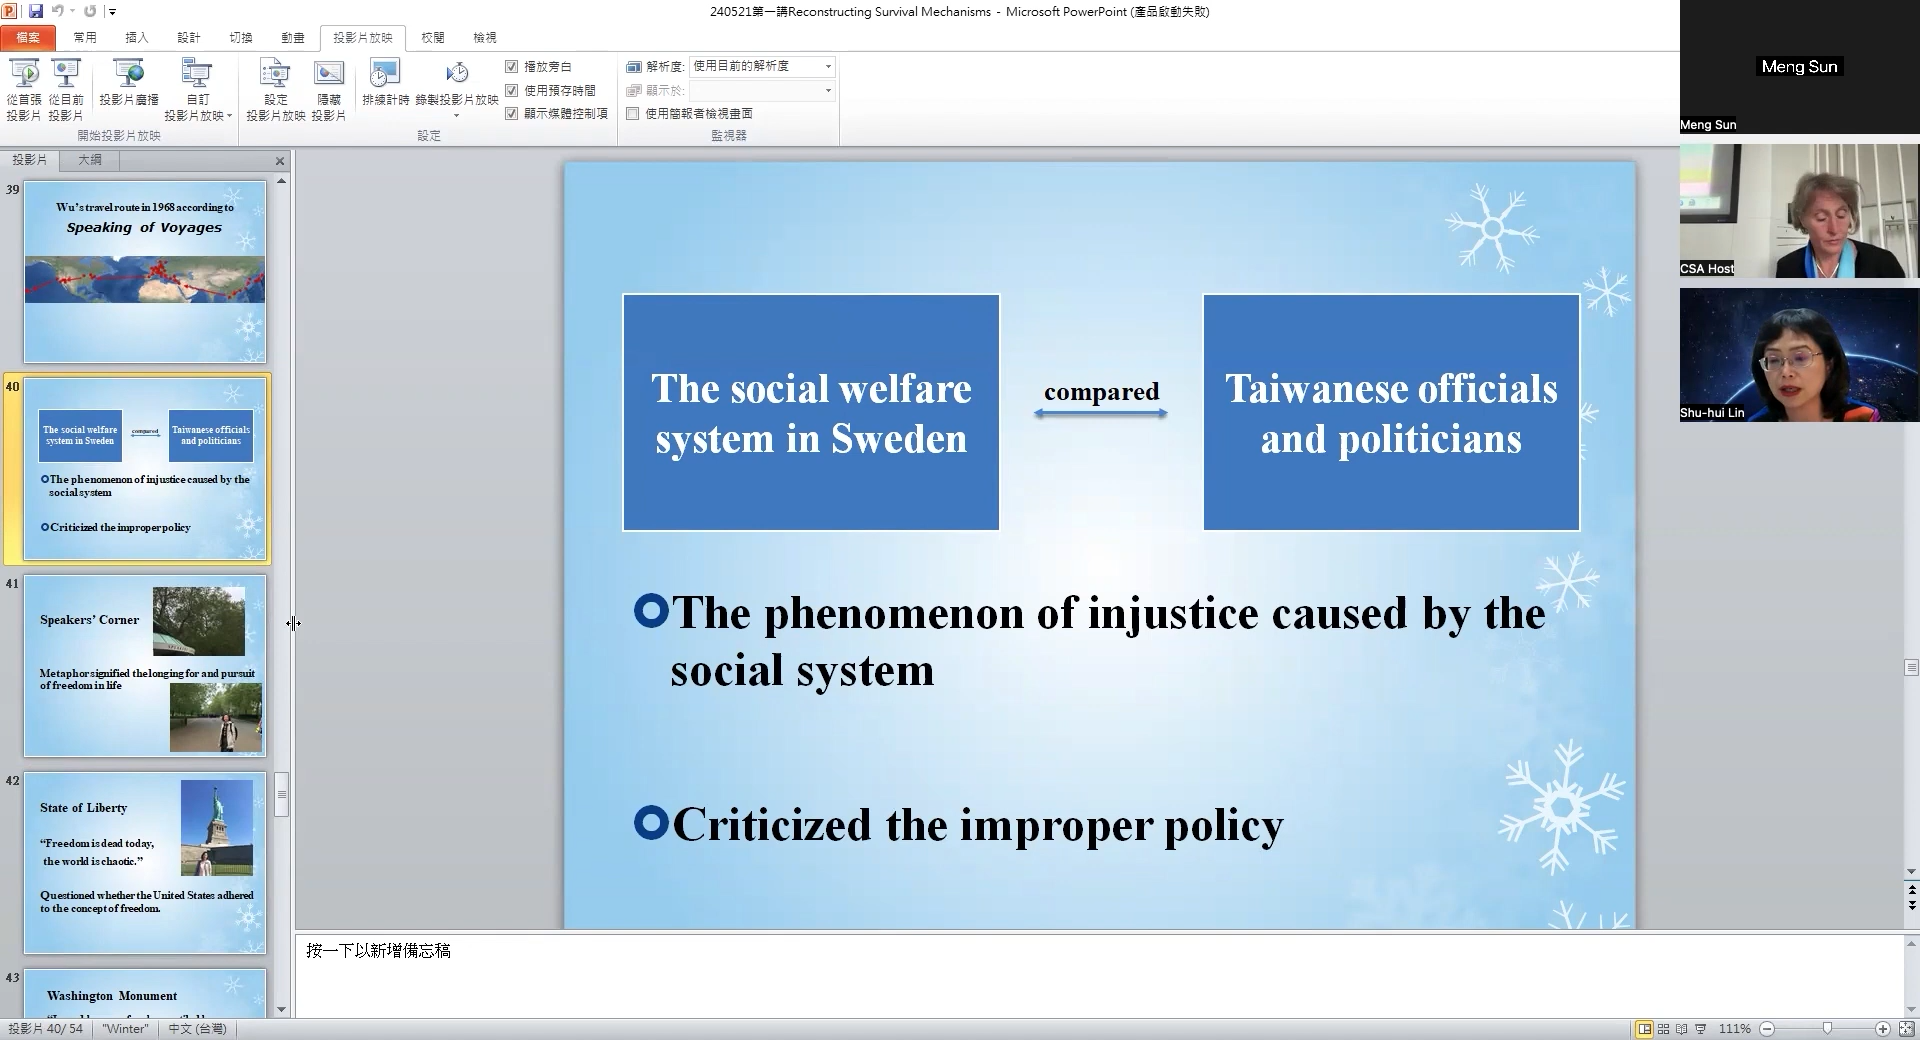 240521第一講Reconstructing Survival Mechanisms - Microsoft PowerPoint (產品啟動失敗)
檔案 常用 插入 設計 切換 動畫 投影片放映 校閱 檢視
從首張投影片
從目前投影片
投影片廣播
自訂投影片放映
設定投影片放映
隱藏投影片
排練計時
錄製投影片放映
播放旁白
使用預存時間
顯示媒體控制項
解析度: 使用目前的解析度
顯示於:
使用簡報者檢視畫面
開始投影片放映 設定 監視器
投影片 大綱
39
Wu's travel route in 1968 according to
Speaking of Voyages
40
The social welfare
system in Sweden
compared
Taiwanese officials
and politicians
The phenomenon of injustice caused by the
social system
Criticized the improper policy
41
Speakers' Corner
Metaphor signified the longing for and pursuit
of freedom in life
42
State of Liberty
“Freedom is dead today,
the world is chaotic.”
Questioned whether the United States adhered
to the concept of freedom.
43
Washington Monument
The social welfare
system in Sweden
compared
Taiwanese officials
and politicians
The phenomenon of injustice caused by the
social system
Criticized the improper policy
按一下以新增備忘稿
投影片 40/ 54 "Winter" 中文 (台灣) 111%
Meng Sun
Meng Sun
CSA Host
Shu-hui Lin